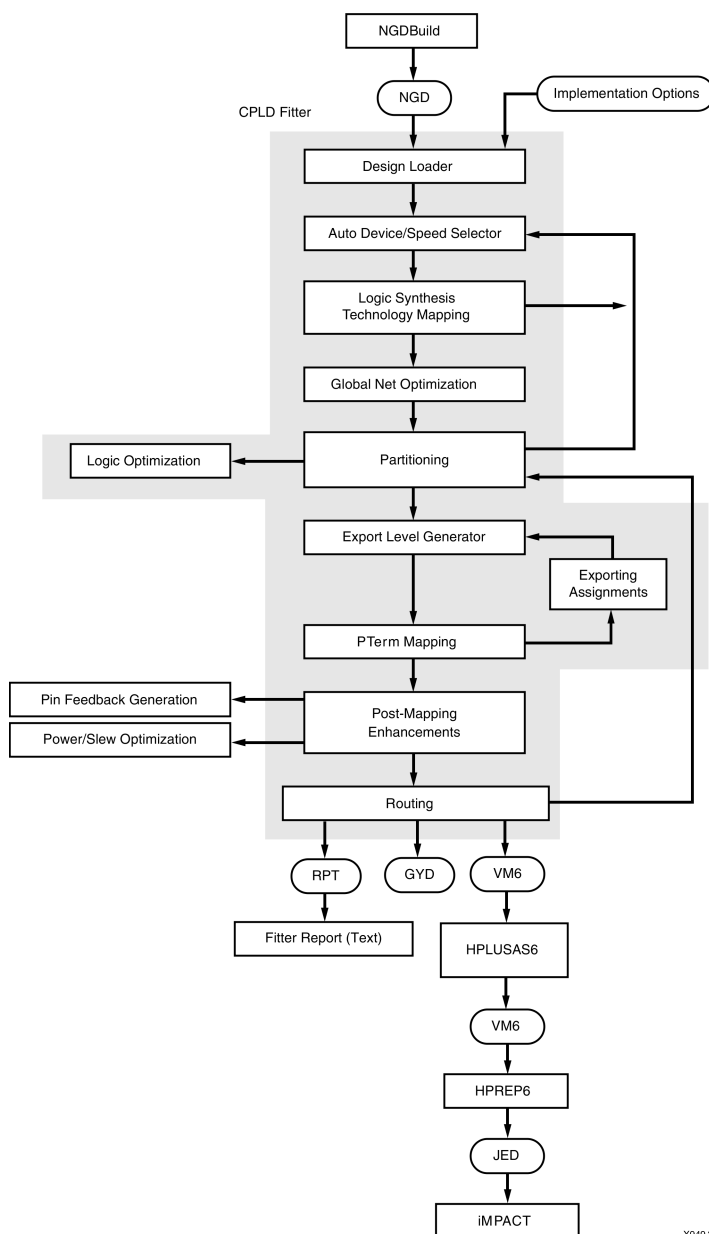 NGDBuild
NGD
Implementation Options
CPLD Fitter
Design Loader
Auto Device/Speed Selector
Logic Synthesis
Technology Mapping
Global Net Optimization
Logic Optimization
Partitioning
Export Level Generator
Exporting
Assignments
PTerm Mapping
Pin Feedback Generation
Post-Mapping
Enhancements
Power/Slew Optimization
Routing
RPT
GYD
VM6
Fitter Report (Text)
HPLUSAS6
VM6
HPREP6
JED
iMPACT